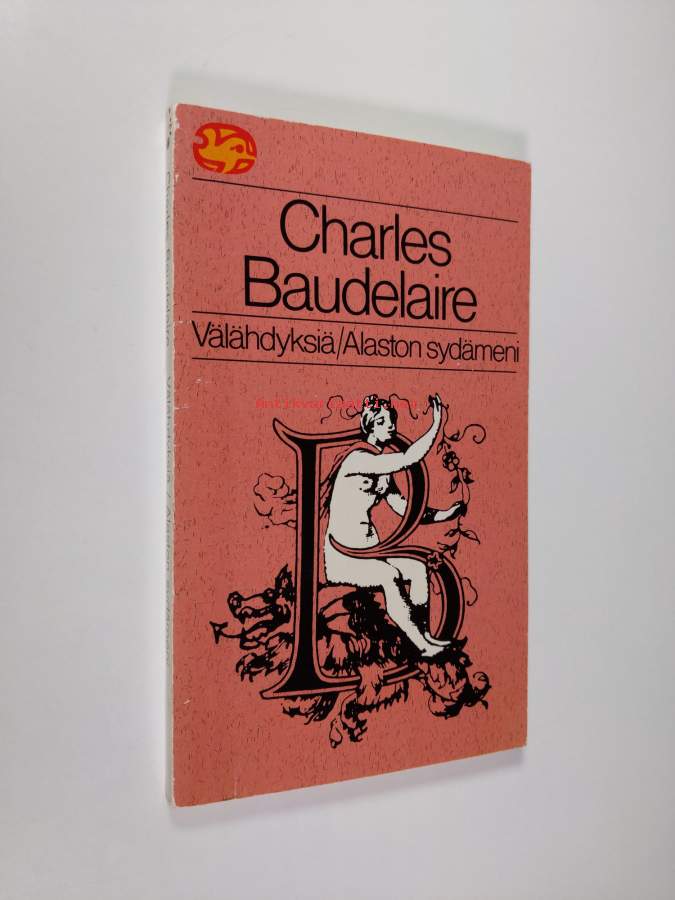 Charles
Baudelaire
Välähdyksiä/Alaston sydämeni
B